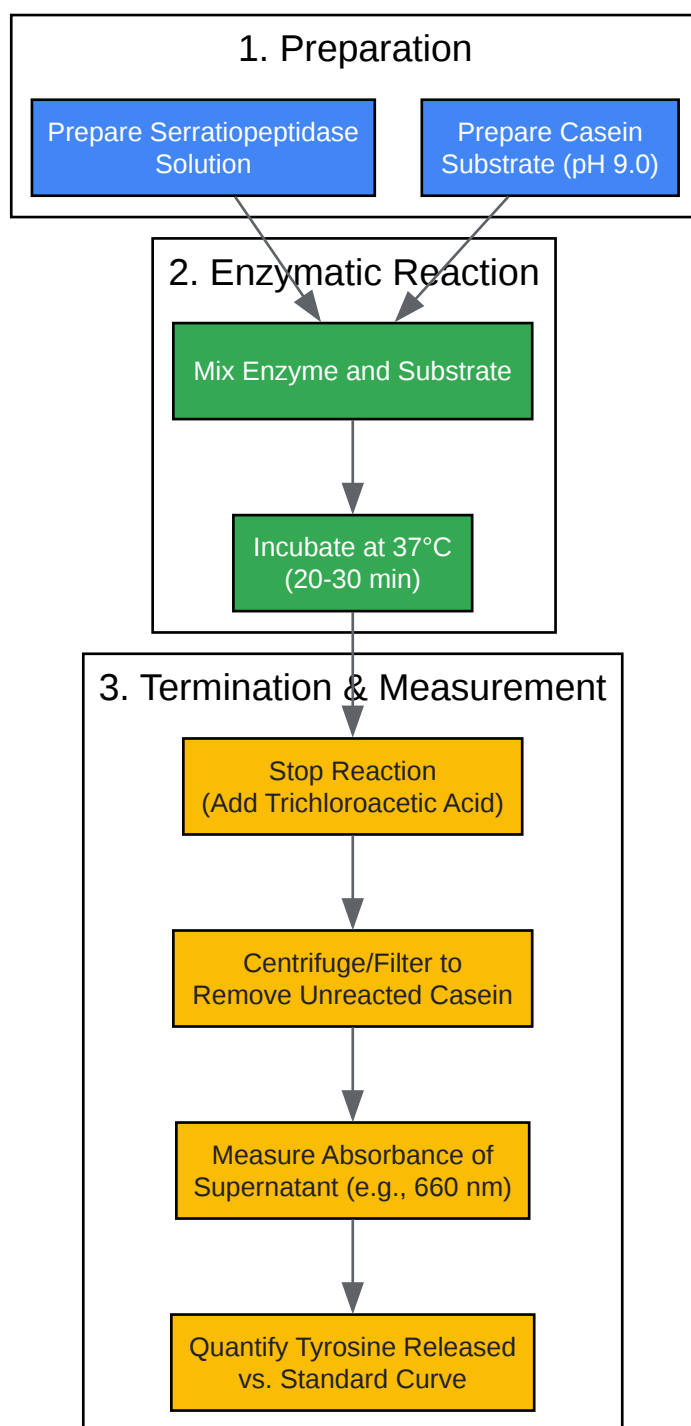 1. Preparation
Prepare Serratiopeptidase
Solution
Prepare Casein
Substrate (pH 9.0)
2. Enzymatic Reaction
Mix Enzyme and Substrate
Incubate at 37°C
(20-30 min)
3. Termination & Measurement
Stop Reaction
(Add Trichloroacetic Acid)
Centrifuge/Filter to
Remove Unreacted Casein
Measure Absorbance of
Supernatant (e.g., 660 nm)
Quantify Tyrosine Released
vs. Standard Curve